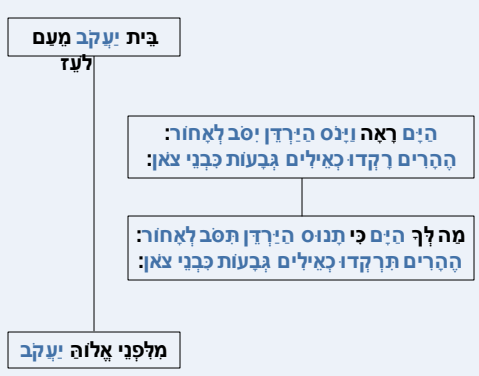 בֵּית יַעֲקֹב מֵעַם
לֹעֵז
הַיָּם רָאָה וַיָּנֹס הַיַּרְדֵּן יִסֹּב לְאָחוֹר:
הֶהָרִים רָקְדוּ כְאֵילִים גְּבָעוֹת כִּבְנֵי צֹאן:
מַה לְּךָ הַיָּם כִּי תָנוּס הַיַּרְדֵּן תִּסֹּב לְאָחוֹר:
הֶהָרִים תִּרְקְדוּ כְאֵילִים גְּבָעוֹת כִּבְנֵי צֹאן:
מִלִּפְנֵי אֱלוֹהַּ יַעֲקֹב